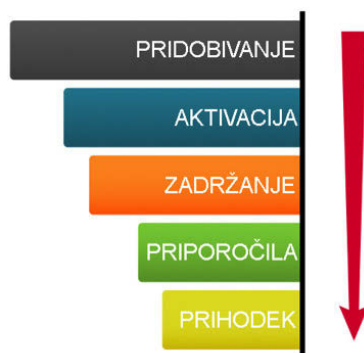 PRIDOBIVANJE
AKTIVACIJA
ZADRŽANJE
PRIPOROČILA
PRIHODEK